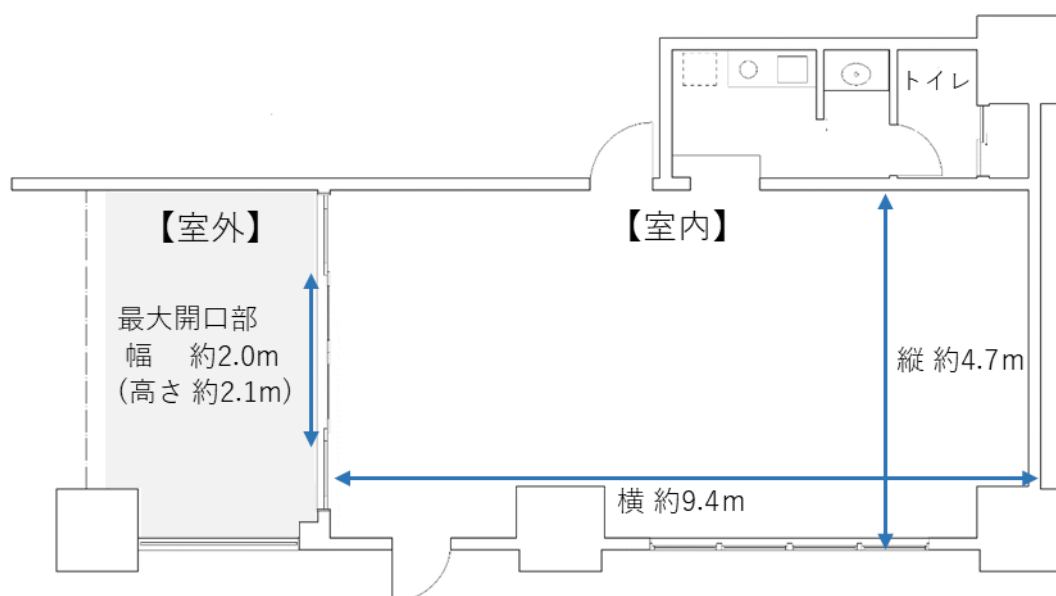 トイレ
【室外】
【室内】
最大開口部
幅 約2.0m
(高さ 約2.1m)
縦 約4.7m
横 約9.4m